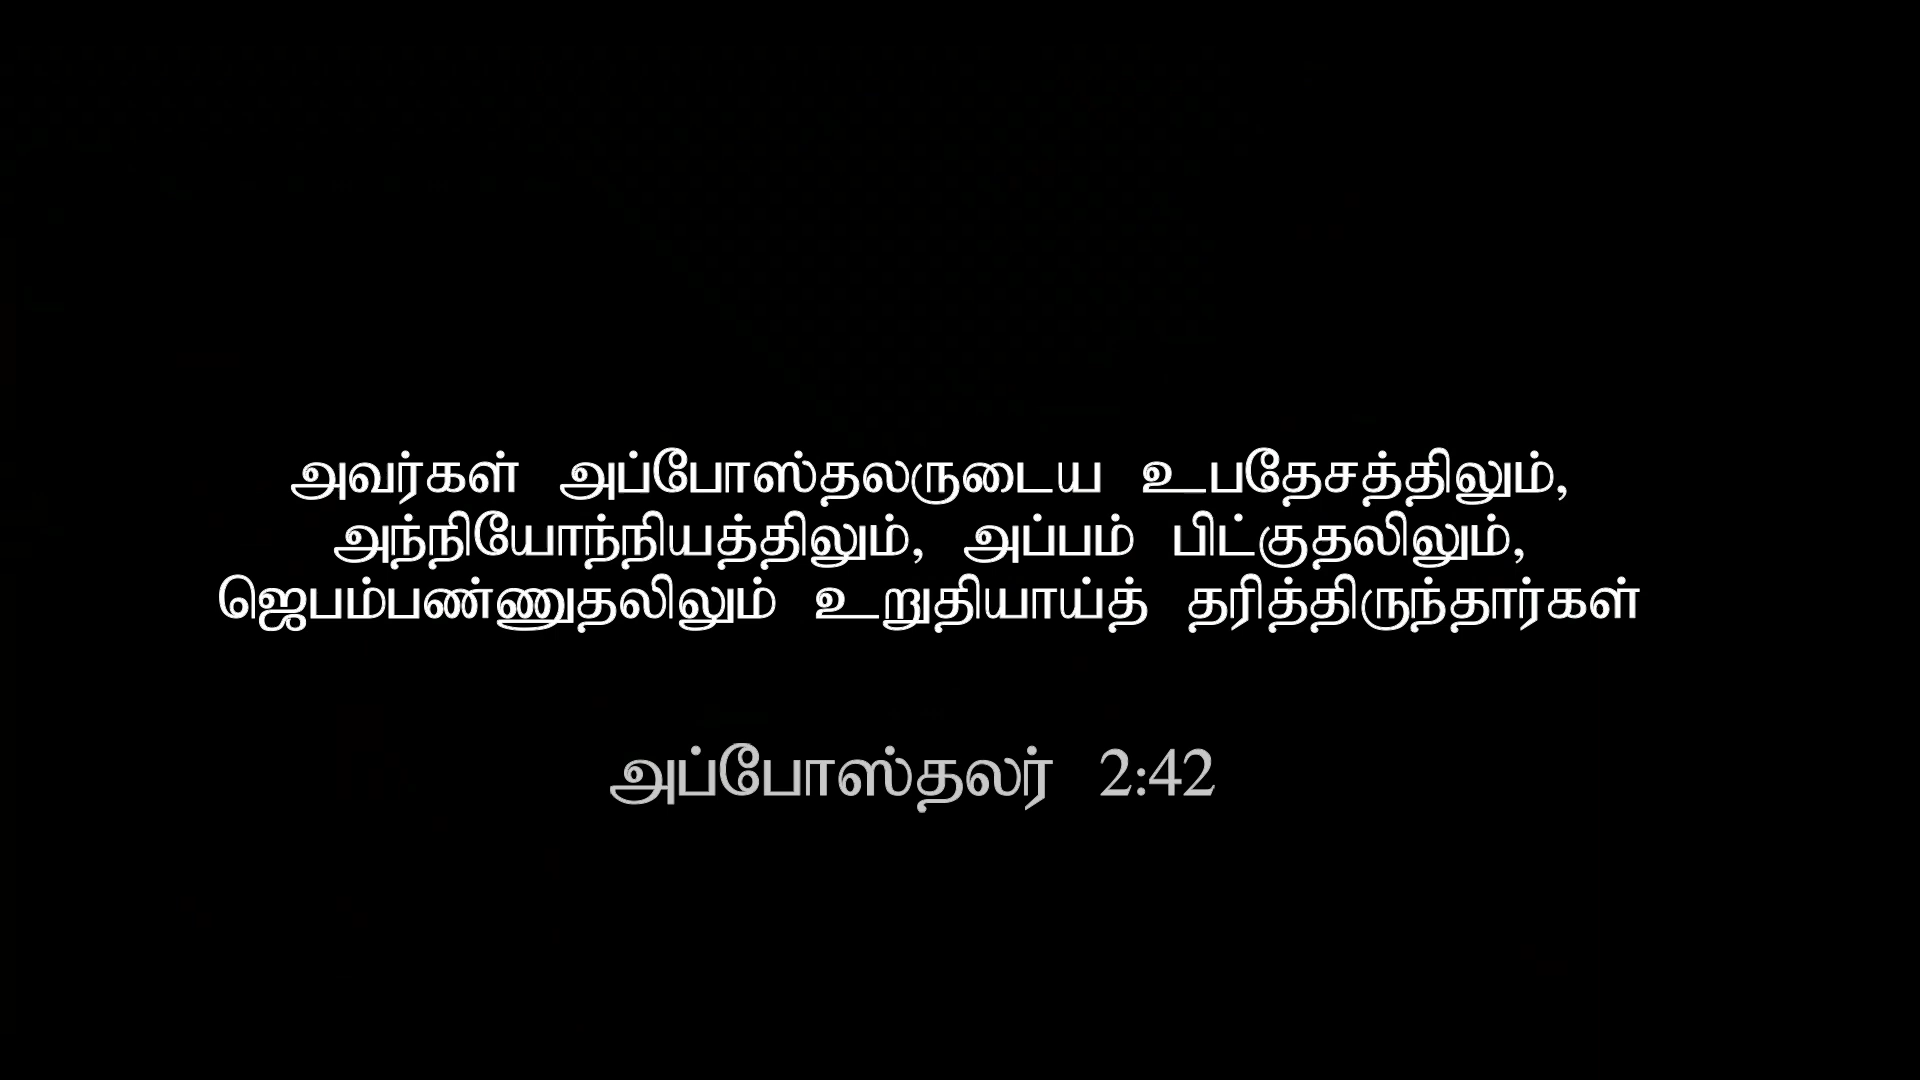 அவர்கள் அப்போஸ்தலருடைய உபதேசத்திலும்,
அந்நியோந்நியத்திலும், அப்பம் பிட்குதலிலும்,
ஜெபம்பண்ணுதலிலும் உறுதியாய்த் தரித்திருந்தார்கள்
அப்போஸ்தலர் 2:42